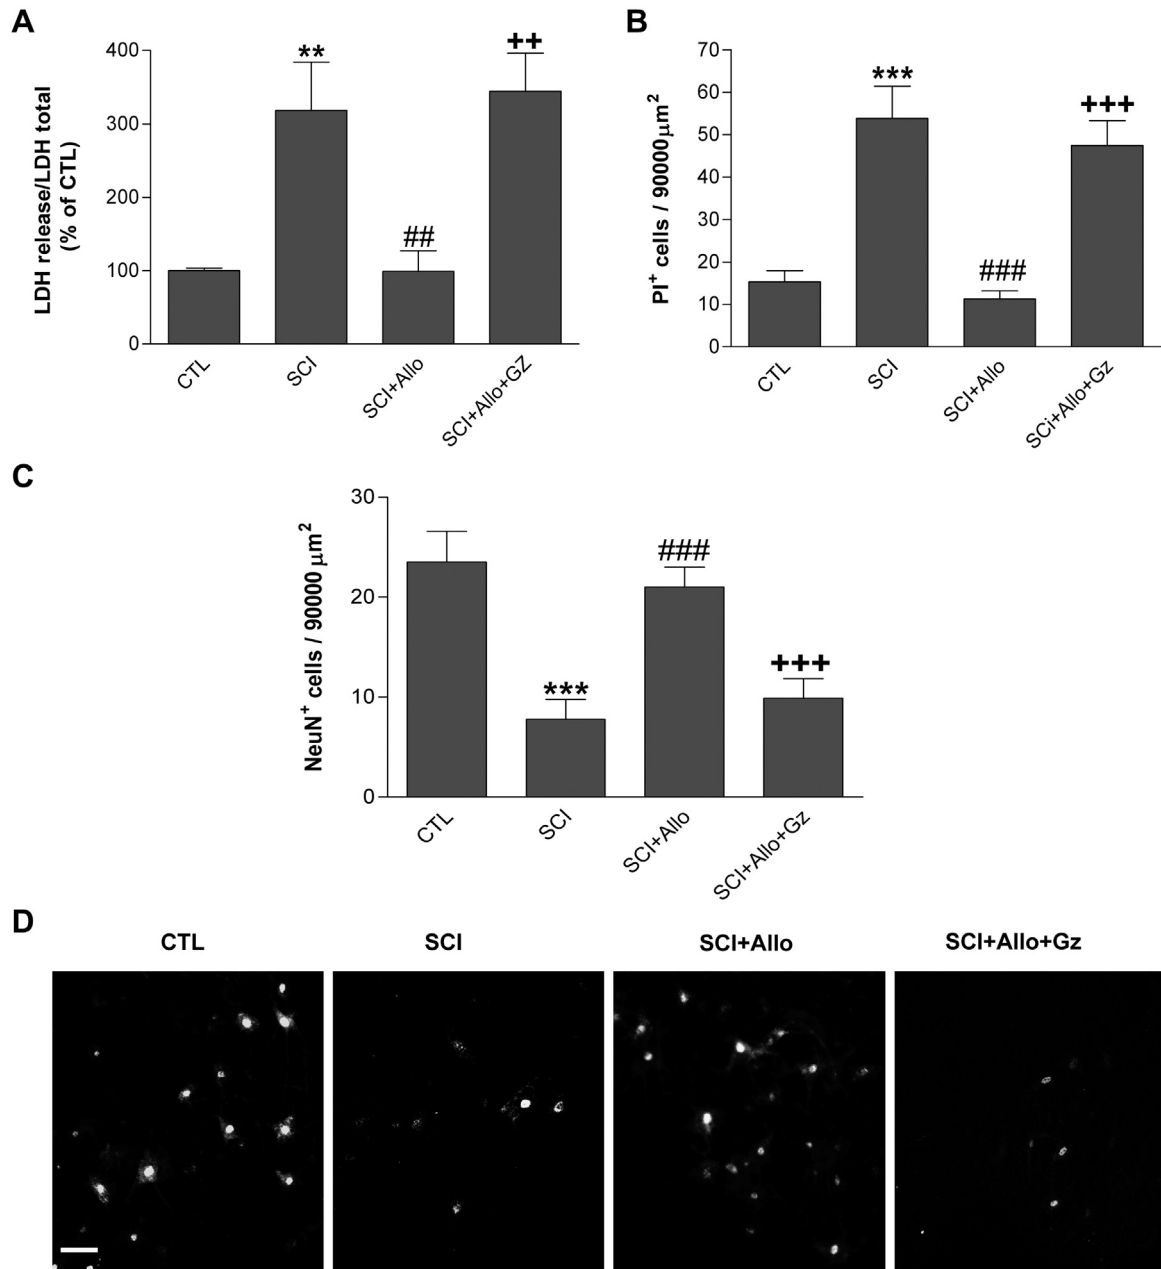 A
LDH release/LDH total
(% of CTL)
400
300
200
100
0
**
##
++
CTL
SCI
SCI+Allo
SCI+Allo+GZ
B
PI+ cells / 90000μm2
70
60
50
40
30
20
10
0
***
###
+++
CTL
SCI
SCI+Allo
SCi+Allo+Gz
C
NeuN+ cells / 90000 μm2
30
20
10
0
***
###
+++
CTL
SCI
SCI+Allo
SCI+Allo+Gz
D
CTL
SCI
SCI+Allo
SCI+Allo+Gz